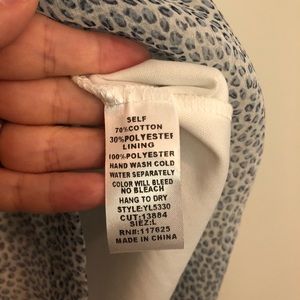 SELF
70%COTTON
30%POLYESTER
LINING
100%POLYESTER
HAND WASH COLD
WATER SEPARATELY
COLOR WILL BLEED
NO BLEACH
HANG TO DRY
STYLE:YL5330
CUT:13884
SIEZ:L
RN#:117625
MADE IN CHINA